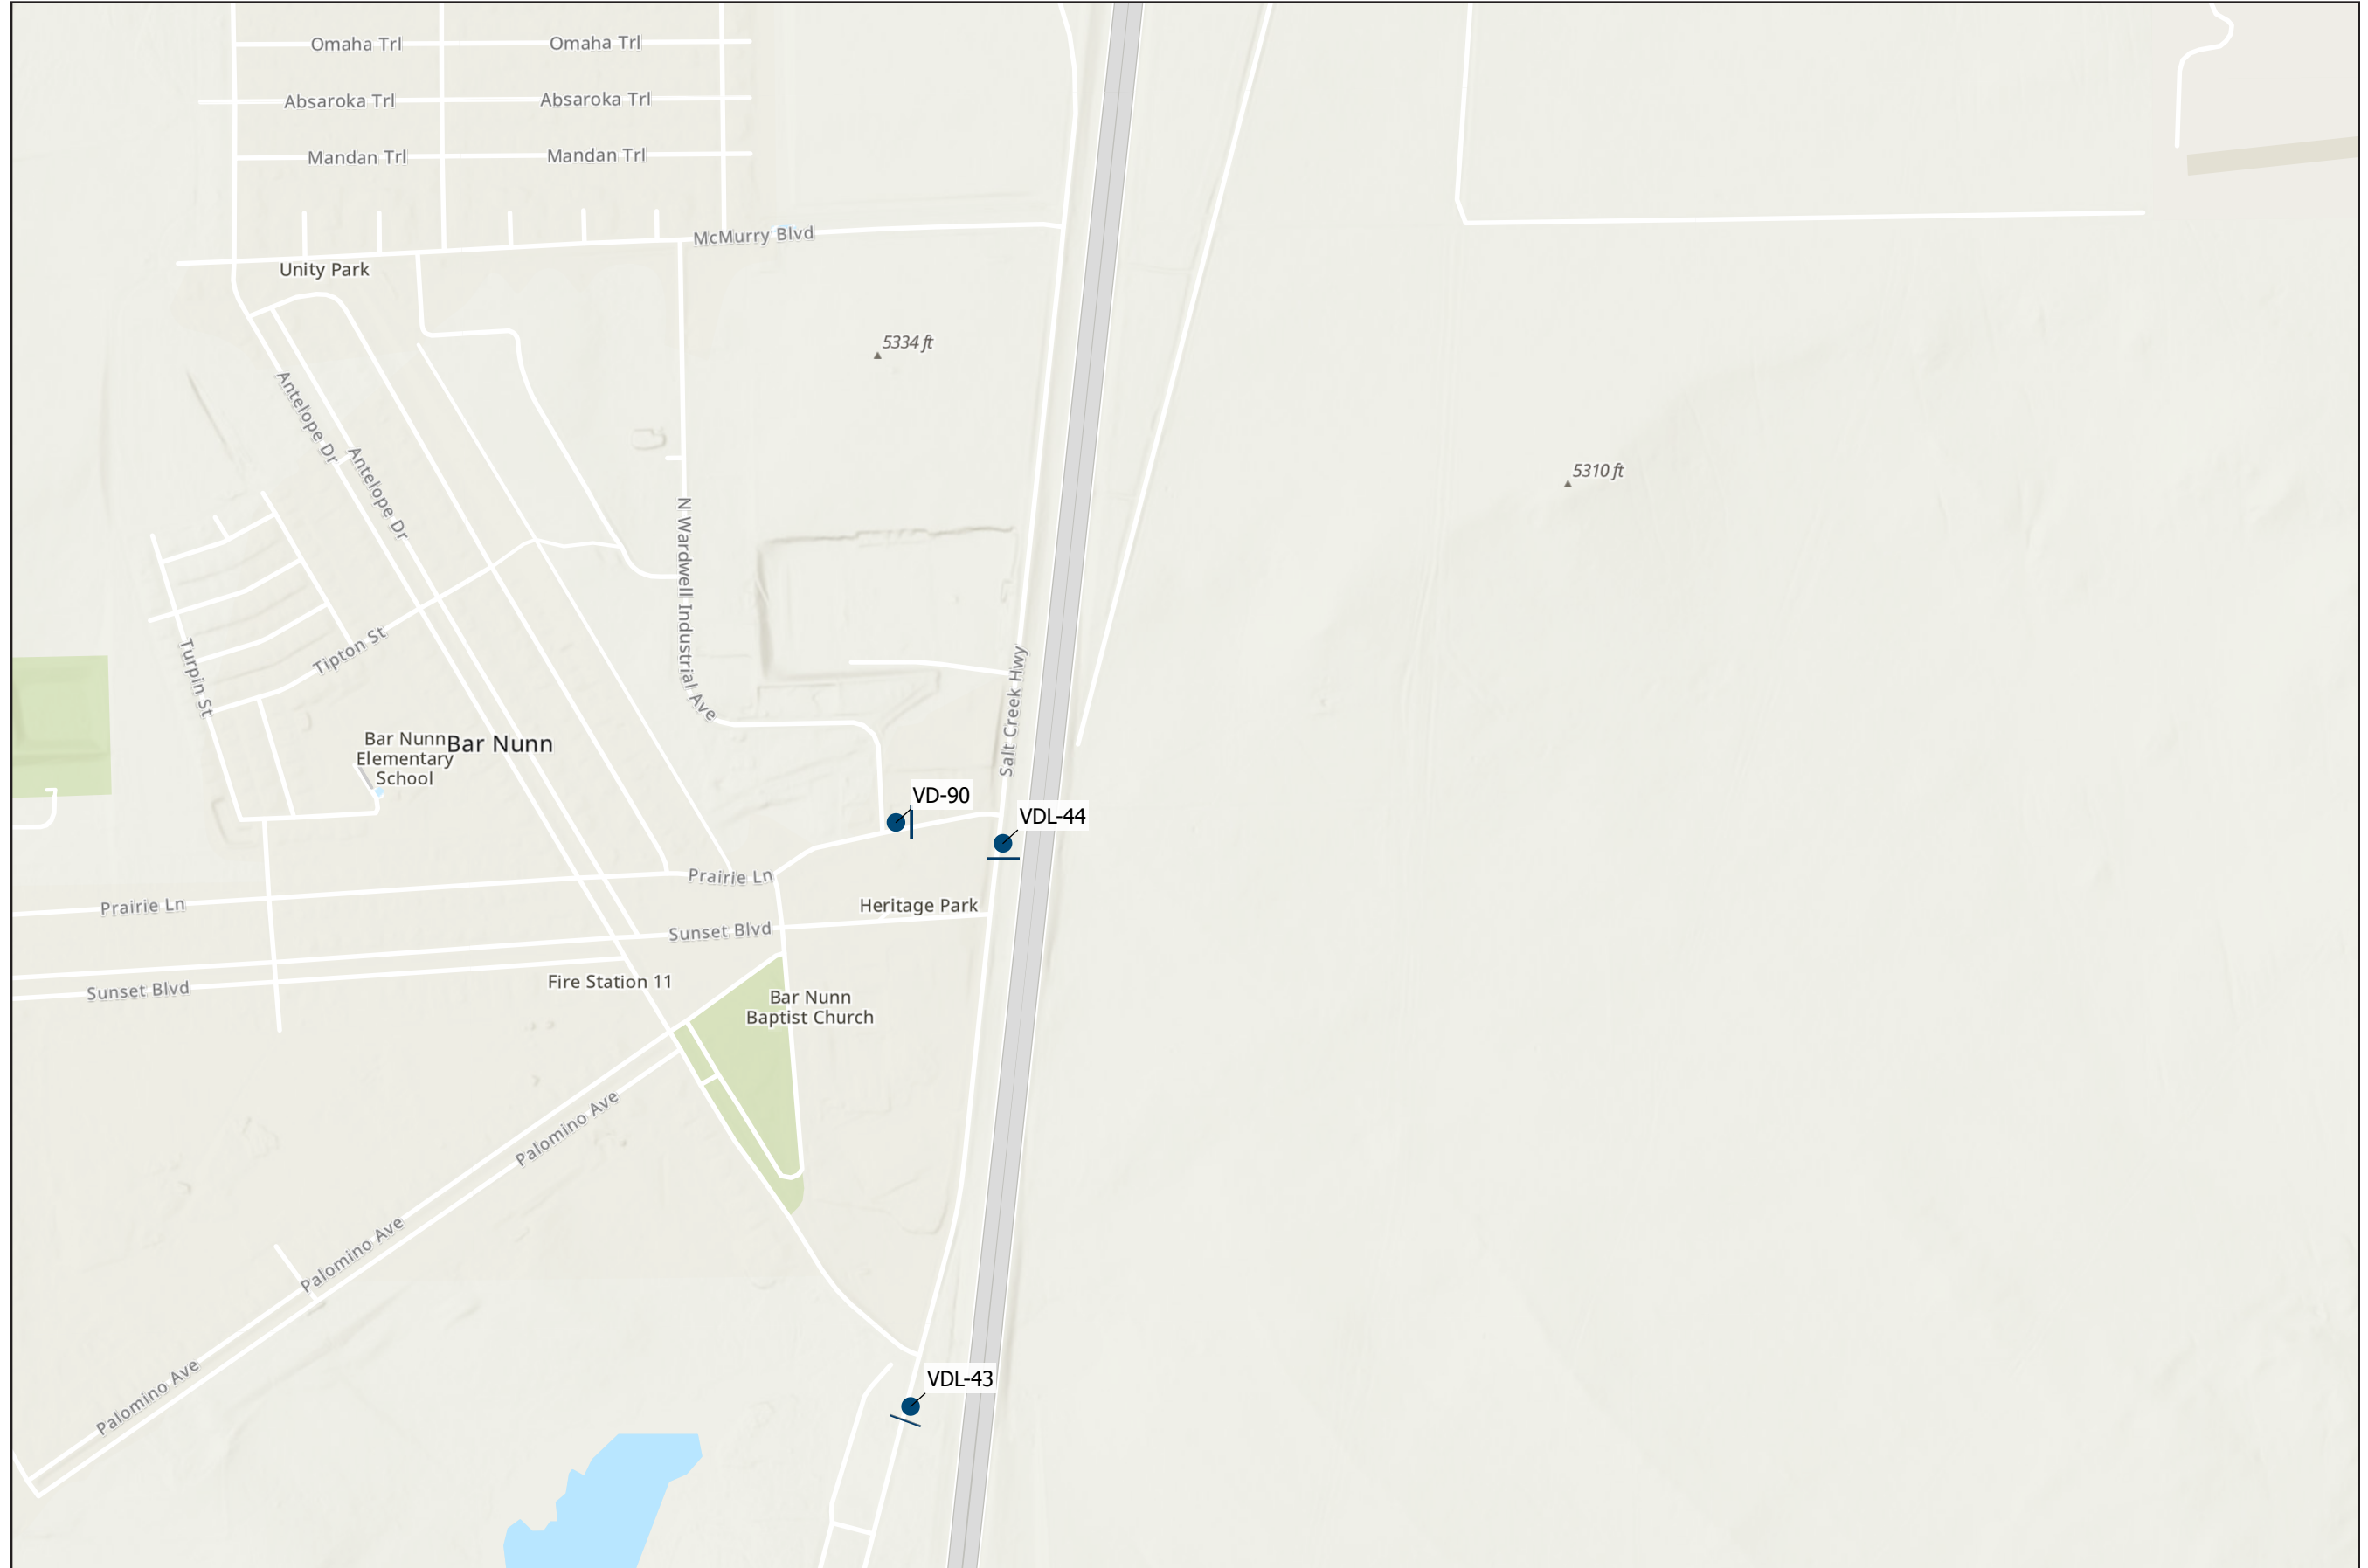 Omaha Trl
Omaha Trl
Absaroka Trl
Absaroka Trl
Mandan Trl
Mandan Trl
McMurry Blvd
Unity Park
5334 ft
Antelope Dr
Antelope Dr
5310 ft
N Wardwell Industrial Ave
Tipton St
Turpin St
Salt Creek Hwy
Bar Nunn
Elementary
School
Bar Nunn
VD-90
VDL-44
Prairie Ln
Prairie Ln
Heritage Park
Sunset Blvd
Sunset Blvd
Fire Station 11
Bar Nunn
Baptist Church
Palomino Ave
Palomino Ave
Palomino Ave
VDL-43